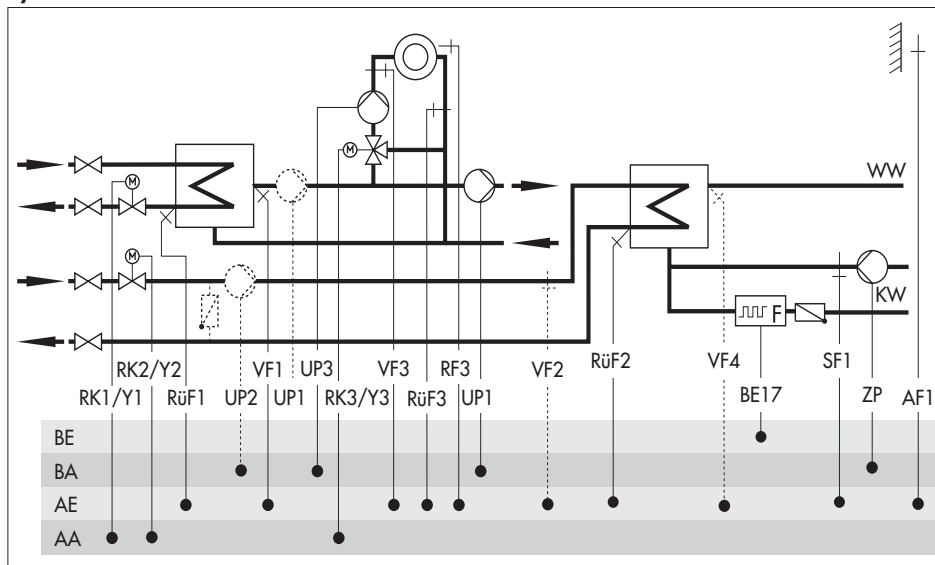 M
M
M
M
WW
F
KW
RK2/Y2 VF1 UP3 VF3 RF3 VF2 RüF2 VF4 SF1
RK1/Y1 RüF1 UP2 UP1 RK3/Y3 RüF3 UP1 BE17 ZP AF1
BE
BA
AE
AA